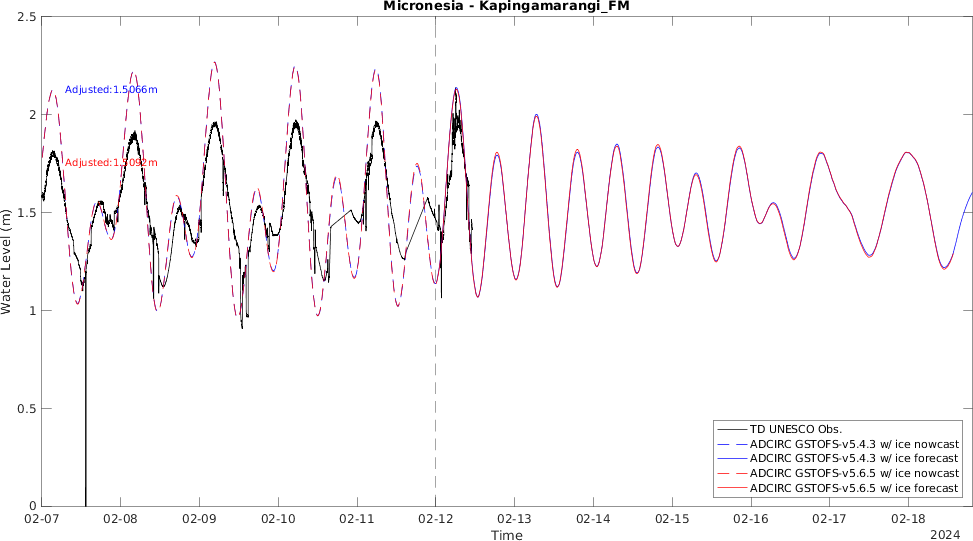 Micronesia - Kapingamarangi_FM
2.5
2
1.5
1
0.5
0
Water Level (m)
Adjusted:1.5066m
Adjusted:1.5092m
TD UNESCO Obs.
ADCIRC GSTOFS-v5.4.3 w/ ice nowcast
ADCIRC GSTOFS-v5.4.3 w/ ice forecast
ADCIRC GSTOFS-v5.6.5 w/ ice nowcast
ADCIRC GSTOFS-v5.6.5 w/ ice forecast
02-07 02-08 02-09 02-10 02-11 02-12 02-13 02-14 02-15 02-16 02-17 02-18
Time
2024